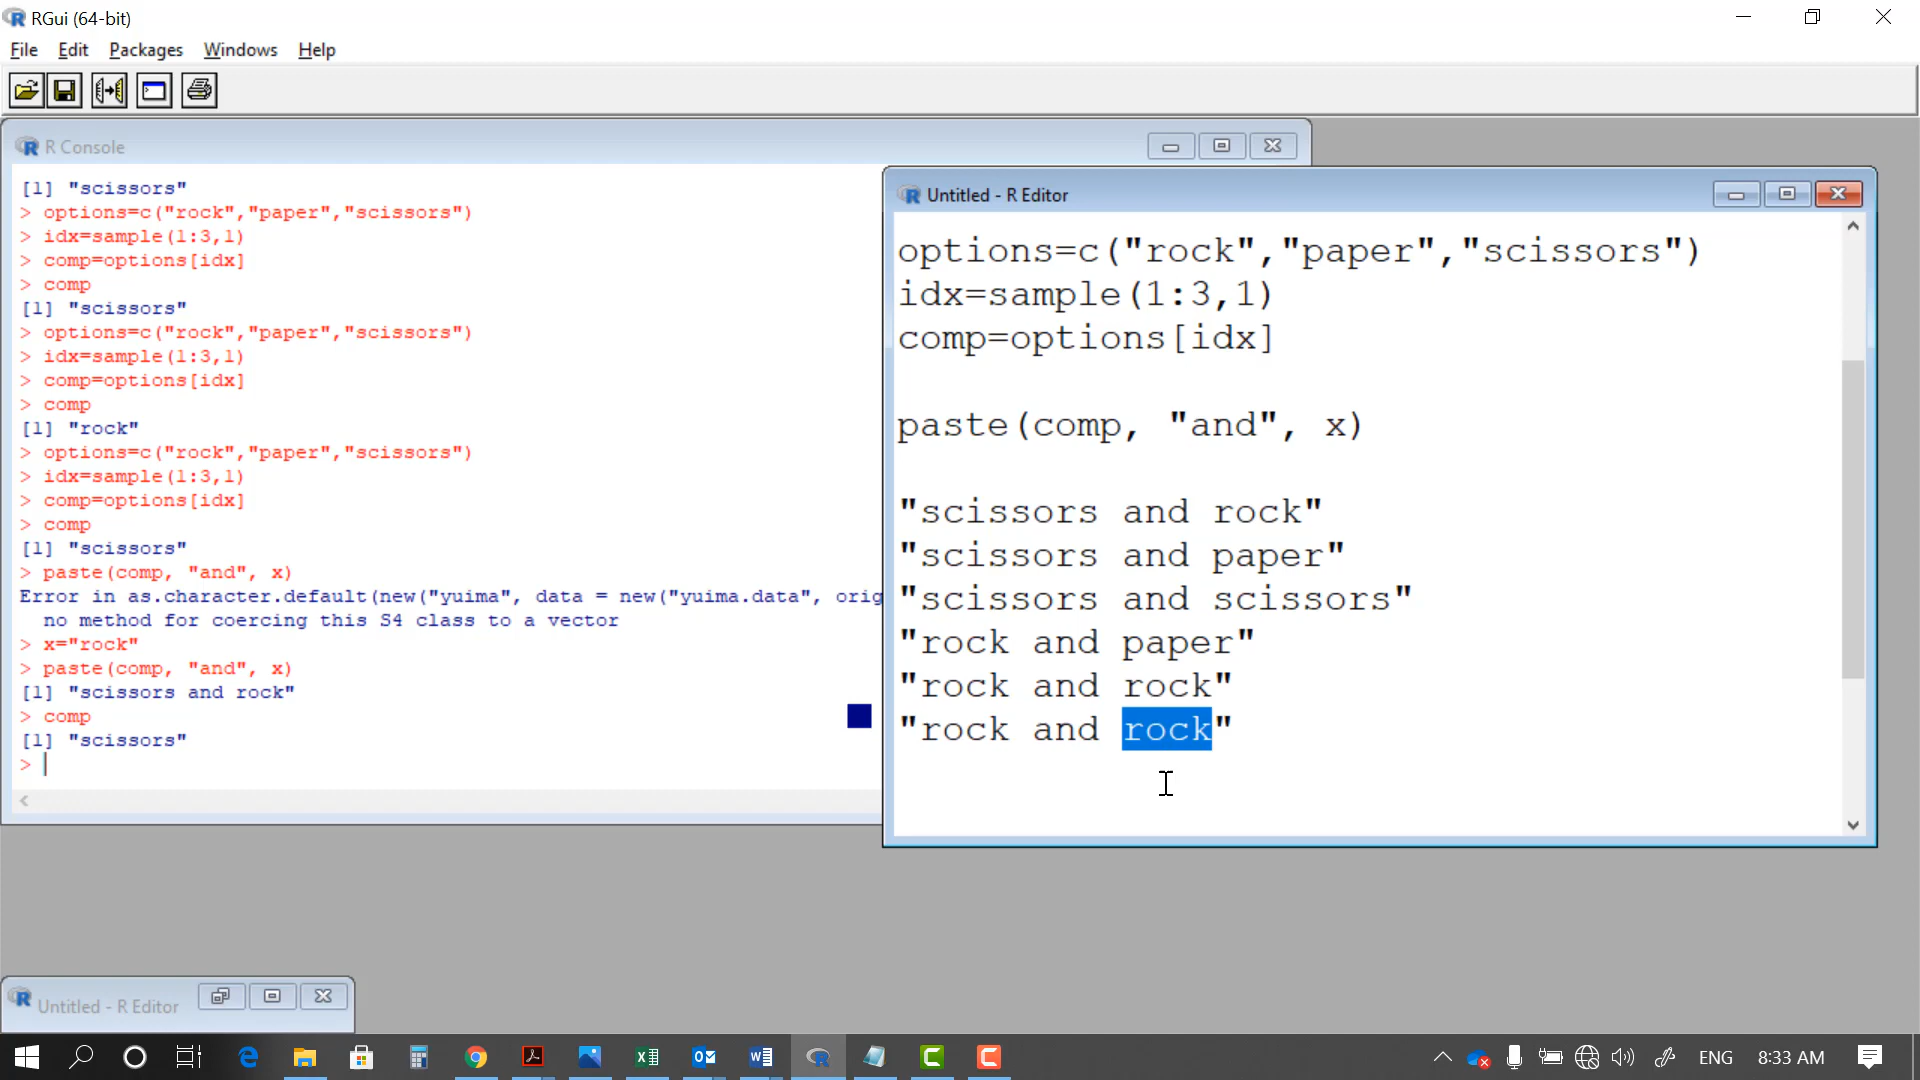 RGui (64-bit)
File Edit Packages Windows Help
R Console
[1] "scissors"
> options=c("rock","paper","scissors")
> idx=sample(1:3,1)
> comp=options[idx]
> comp
[1] "scissors"
> options=c("rock","paper","scissors")
> idx=sample(1:3,1)
> comp=options[idx]
> comp
[1] "rock"
> options=c("rock","paper","scissors")
> idx=sample(1:3,1)
> comp=options[idx]
> comp
[1] "scissors"
> paste(comp, "and", x)
Error in as.character.default(new("yuima", data = new("yuima.data", orig
no method for coercing this S4 class to a vector
> x="rock"
> paste(comp, "and", x)
[1] "scissors and rock"
> comp
[1] "scissors"
>
Untitled - R Editor
options=c("rock","paper","scissors")
idx=sample(1:3,1)
comp=options[idx]
paste(comp, "and", x)
"scissors and rock"
"scissors and paper"
"scissors and scissors"
"rock and paper"
"rock and rock"
"rock and rock"
Untitled - R Editor
ENG 8:33 AM